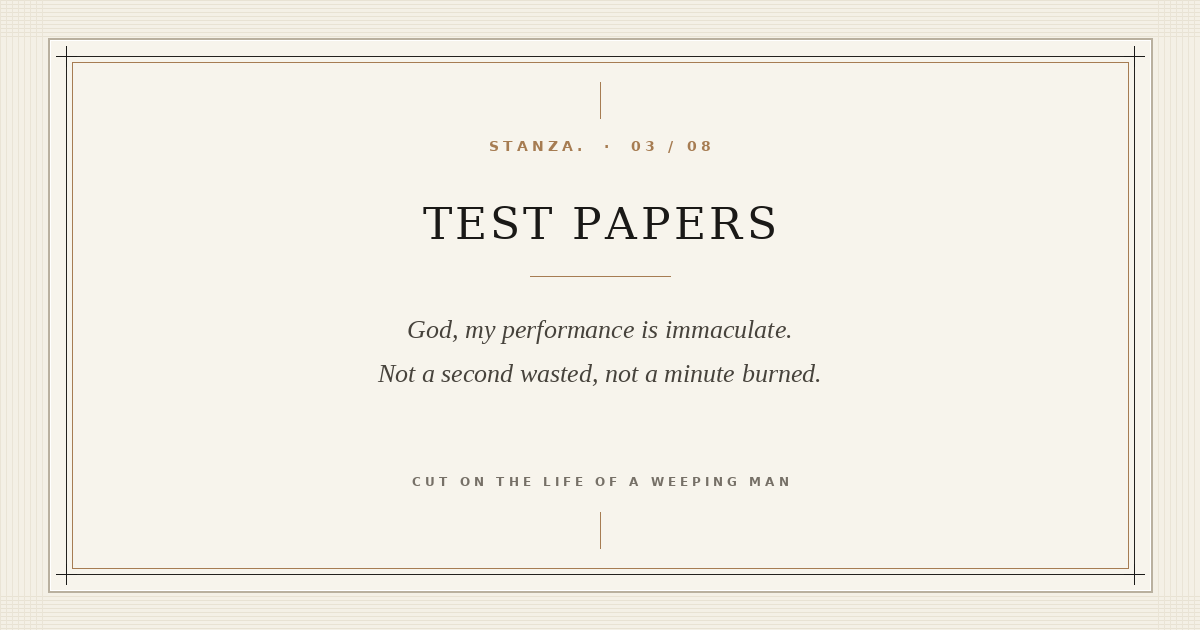 STANZA. · 03 / 08
TEST PAPERS
God, my performance is immaculate.
Not a second wasted, not a minute burned.
CUT ON THE LIFE OF A WEEPING MAN